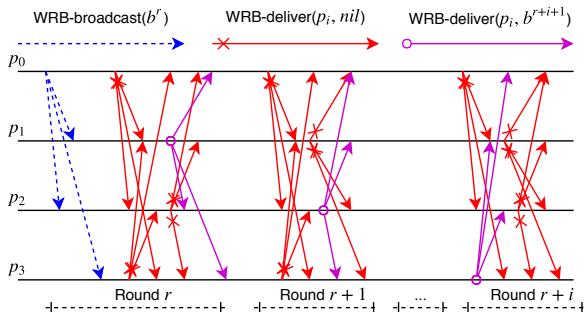 WRB-broadcast(b^r) WRB-deliver(p_i, nil) WRB-deliver(p_i, b^{r+i+1})
p_0
p_1
p_2
p_3
Round r Round r + 1 ... Round r + i